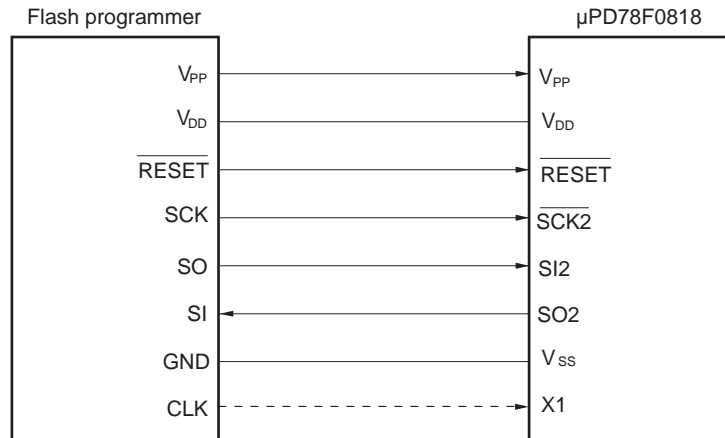 Flash programmer μPD78F0818
VPP VPP
VDD VDD
RESET RESET
SCK SCK2
SO SI2
SI SO2
GND VSS
CLK X1